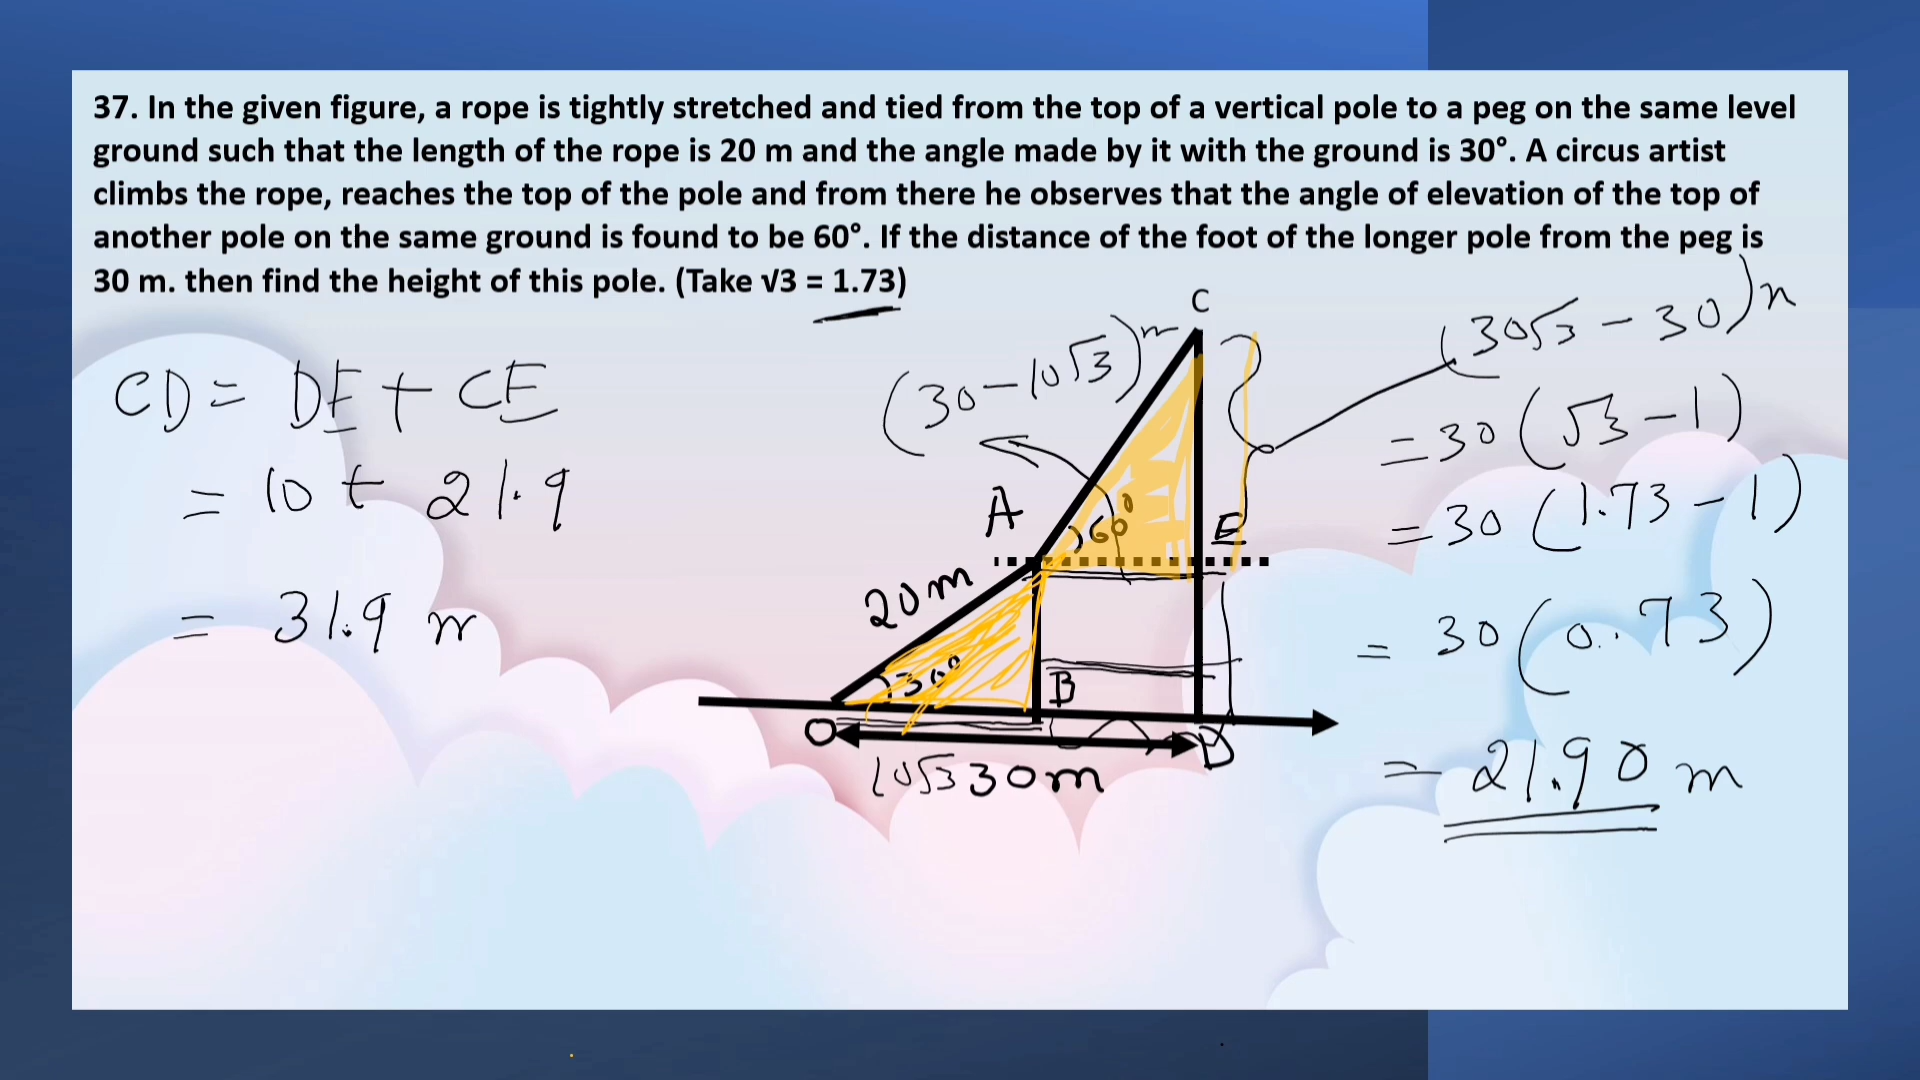 37. In the given figure, a rope is tightly stretched and tied from the top of a vertical pole to a peg on the same level
ground such that the length of the rope is 20 m and the angle made by it with the ground is 30°. A circus artist
climbs the rope, reaches the top of the pole and from there he observes that the angle of elevation of the top of
another pole on the same ground is found to be 60°. If the distance of the foot of the longer pole from the peg is
30 m. then find the height of this pole. (Take √3 = 1.73)
CD = DE + CE
= 10 + 21.9
= 31.9 m
C
(30-10√3)m
A
60°
E
20m
30°
B
O
D
10√3 30m
(30√3 - 30)m
= 30(√3 - 1)
= 30(1.73 - 1)
= 30(0.73)
= 21.90 m